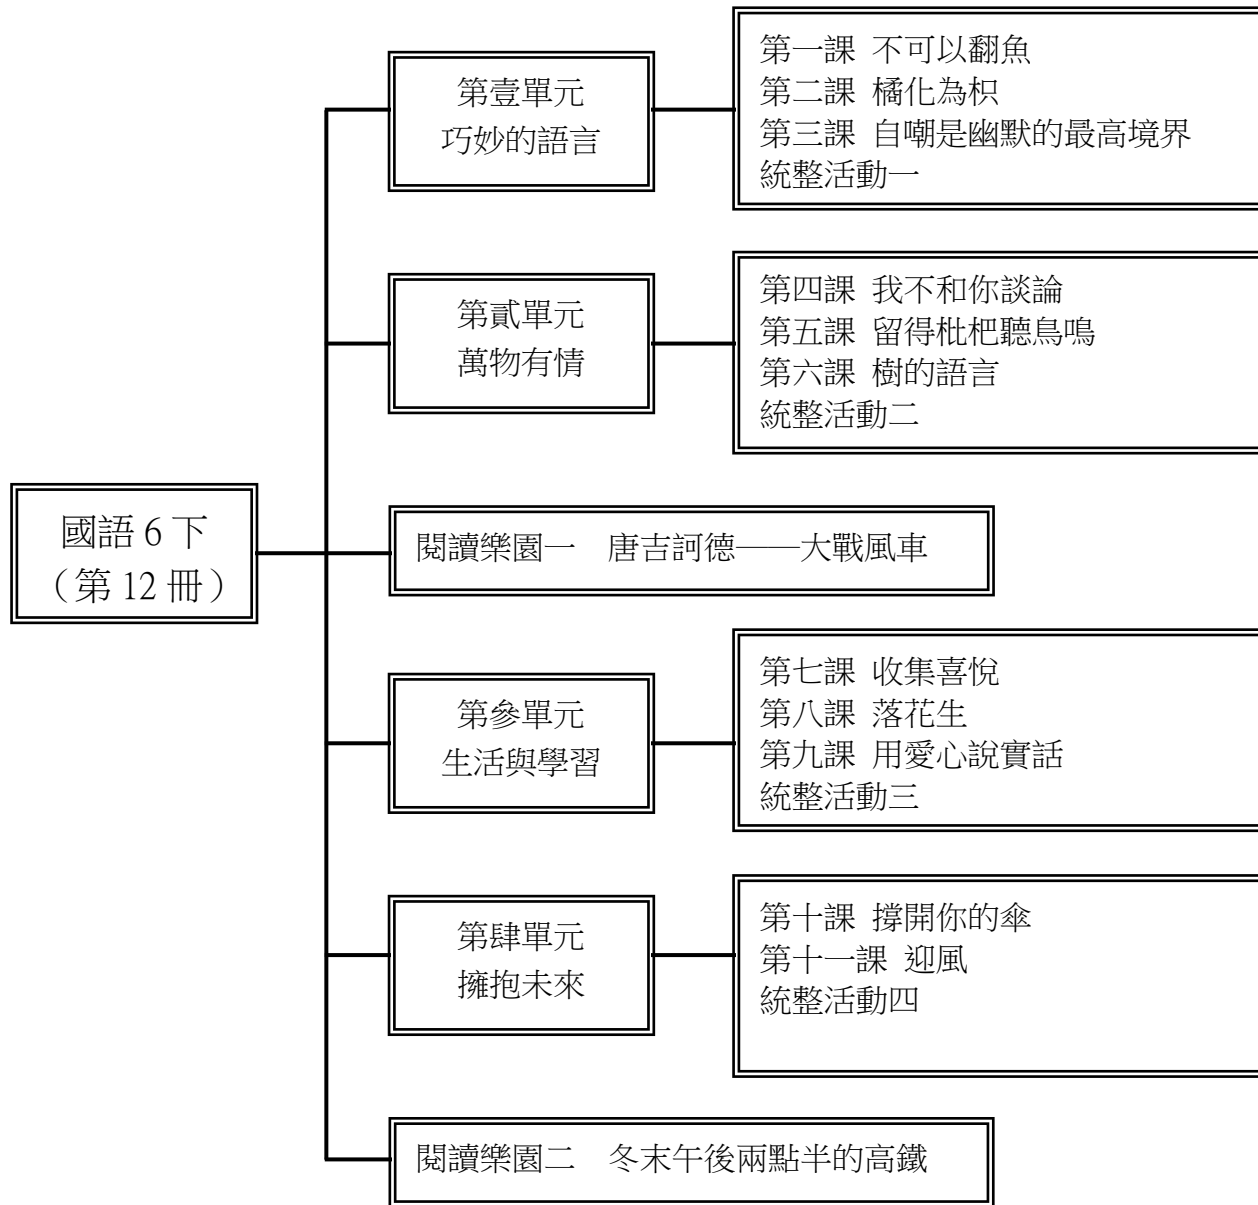 國語 6 下
（第 12 冊）
第壹單元
巧妙的語言
第一課 不可以翻魚
第二課 橘化為枳
第三課 自嘲是幽默的最高境界
統整活動一
第貳單元
萬物有情
第四課 我不和你談論
第五課 留得枇杷聽鳥鳴
第六課 樹的語言
統整活動二
閱讀樂園一　唐吉訶德——大戰風車
第參單元
生活與學習
第七課 收集喜悅
第八課 落花生
第九課 用愛心說實話
統整活動三
第肆單元
擁抱未來
第十課 撐開你的傘
第十一課 迎風
統整活動四
閱讀樂園二　冬末午後兩點半的高鐵